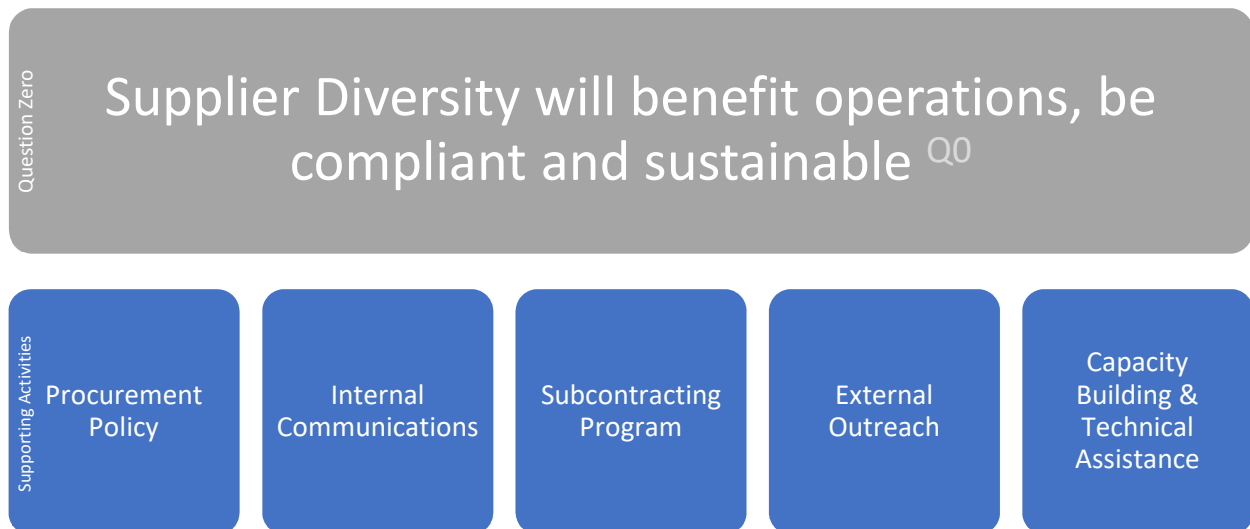 Question Zero
Supplier Diversity will benefit operations, be
compliant and sustainable Q0
Supporting Activities
Procurement
Policy
Internal
Communications
Subcontracting
Program
External
Outreach
Capacity
Building &
Technical
Assistance